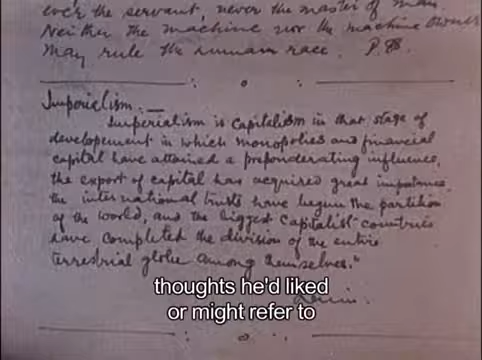 ever the servant, never the master of man.
Neither the machine nor the machine owner
may rule the human race. P. 88.
Imperialism. —
Imperialism is capitalism in that stage of
developement in which monopolies and financial
capital have attained a preponderating influence,
the export of capital has acquired great importance,
the international trusts have begun the partition
of the world, and the biggest capitalist countries
have completed the division of the entire
terrestrial globe among themselves."
Lenin.
thoughts he'd liked
or might refer to